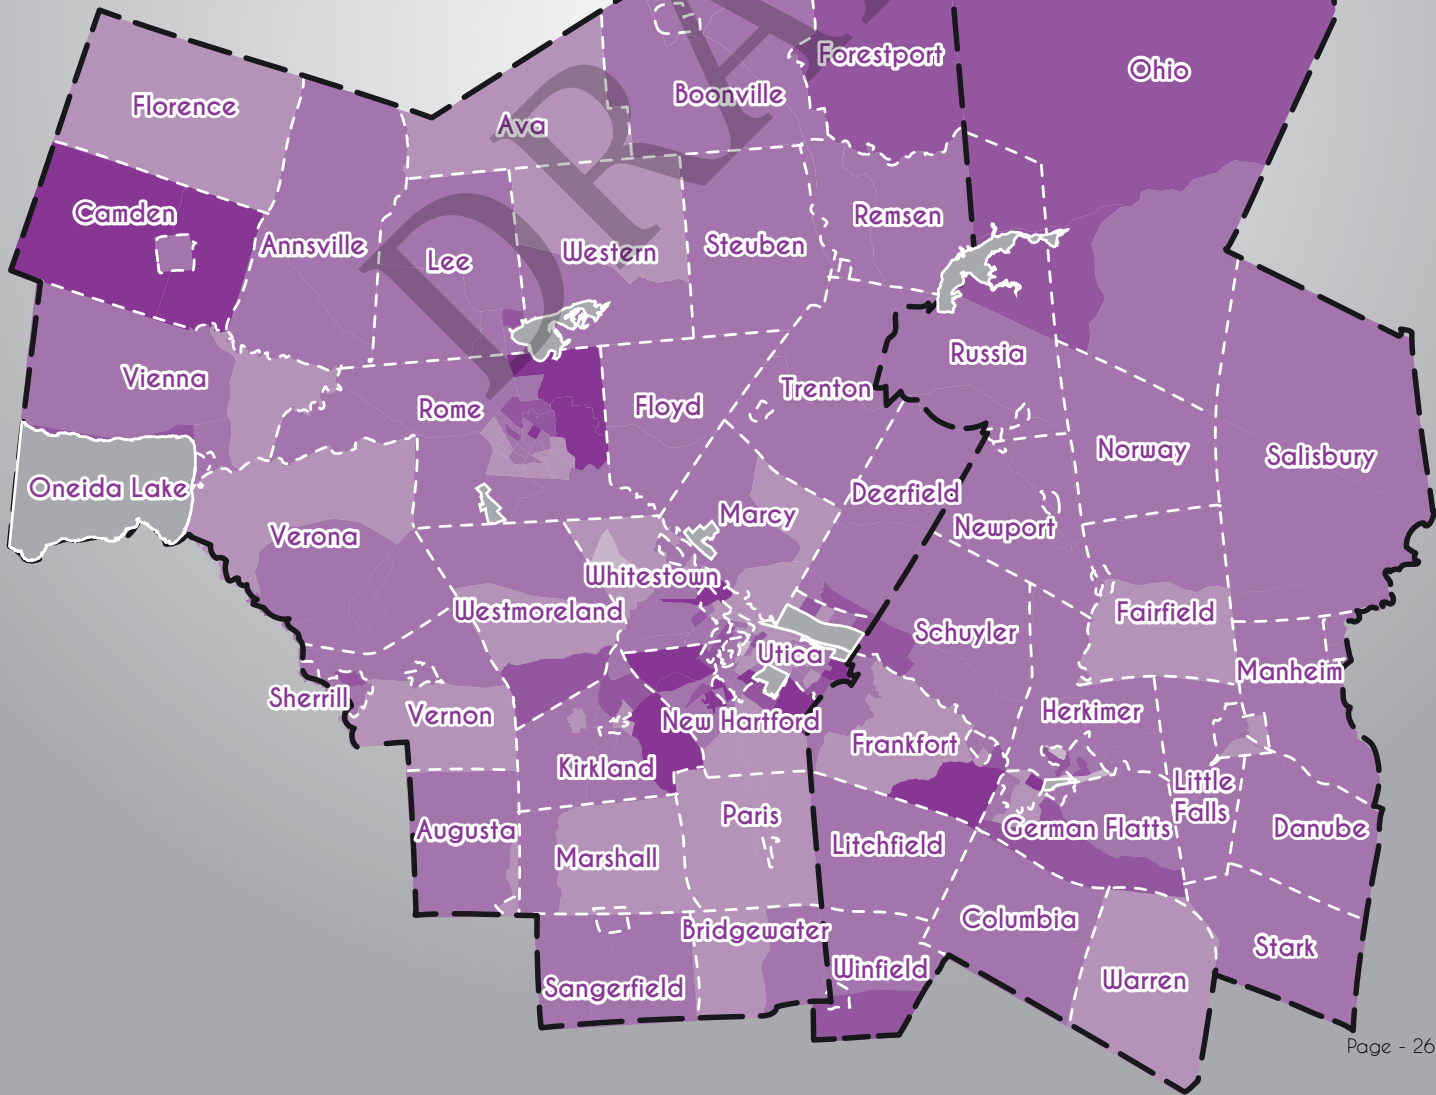 Forestport
Ohio
Boonville
Florence
Ava
DRA
Camden
Annsville
Lee
Western
Steuben
Remsen
Russia
Vienna
Rome
Floyd
Trenton
Norway
Salisbury
Oneida Lake
Verona
Marcy
Deerfield
Newport
Whitestown
Westmoreland
Schuyler
Fairfield
Utica
Manheim
Sherrill
Vernon
New Hartford
Herkimer
Frankfort
Kirkland
Little
Falls
Augusta
Paris
German Flatts
Danube
Marshall
Litchfield
Bridgewater
Columbia
Stark
Sangerfield
Winfield
Warren
Page - 26